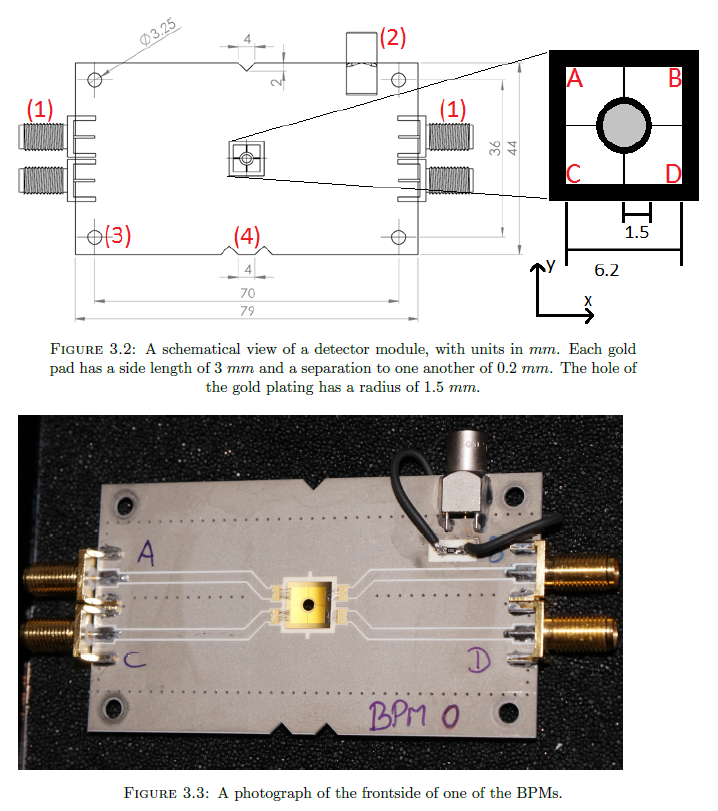 Ø3.25
4
2
(2)
(1)
(1)
A
B
C
D
1.5
6.2
y
x
36
44
(3)
(4)
4
70
79
FIGURE 3.2: A schematical view of a detector module, with units in mm. Each gold
pad has a side length of 3 mm and a separation to one another of 0.2 mm. The hole of
the gold plating has a radius of 1.5 mm.
A
B
C
D
BPM 0
FIGURE 3.3: A photograph of the frontside of one of the BPMs.